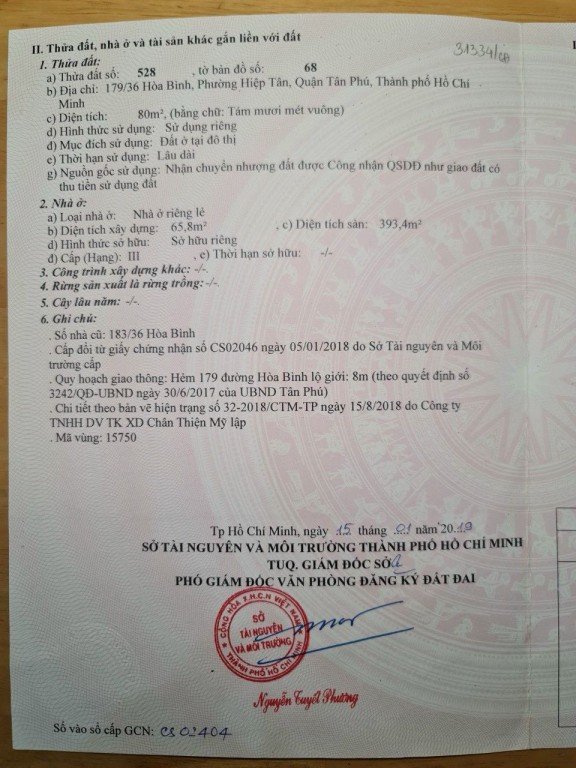 II. Thửa đất, nhà ở và tài sản khác gắn liền với đất
31334/
1. Thửa đất:
a) Thửa đất số: 528 , tờ bản đồ số: 68
b) Địa chỉ: 179/36 Hòa Bình, Phường Hiệp Tân, Quận Tân Phú, Thành phố Hồ Chí
Minh
c) Diện tích: 80m², (bằng chữ: Tám mươi mét vuông)
d) Hình thức sử dụng: Sử dụng riêng
đ) Mục đích sử dụng: Đất ở tại đô thị
e) Thời hạn sử dụng: Lâu dài
g) Nguồn gốc sử dụng: Nhận chuyển nhượng đất được Công nhận QSDĐ như giao đất có
thu tiền sử dụng đất
2. Nhà ở:
a) Loại nhà ở: Nhà ở riêng lẻ
b) Diện tích xây dựng: 65,8m² , c) Diện tích sàn: 393,4m²
d) Hình thức sở hữu: Sở hữu riêng
đ) Cấp (Hạng): III , e) Thời hạn sở hữu: -/-
3. Công trình xây dựng khác: -/-.
4. Rừng sản xuất là rừng trồng: -/-.
5. Cây lâu năm: -/-.
6. Ghi chú:
. Số nhà cũ: 183/36 Hòa Bình
. Cấp đổi từ giấy chứng nhận số CS02046 ngày 05/01/2018 do Sở Tài nguyên và Môi
trường cấp
. Quy hoạch giao thông: Hẻm 179 đường Hòa Bình lộ giới: 8m (theo quyết định số
3242/QĐ-UBND ngày 30/6/2017 của UBND Tân Phú)
. Chi tiết theo bản vẽ hiện trạng số 32-2018/CTM-TP ngày 15/8/2018 do Công ty
TNHH DV TK XD Chân Thiện Mỹ lập
. Mã vùng: 15750
Tp Hồ Chí Minh, ngày 15 tháng 01 năm 2019
SỞ TÀI NGUYÊN VÀ MÔI TRƯỜNG THÀNH PHỐ HỒ CHÍ MINH
TUQ. GIÁM ĐỐC SỞ
PHÓ GIÁM ĐỐC VĂN PHÒNG ĐĂNG KÝ ĐẤT ĐAI
CỘNG HÒA X.H.C.N VIỆT NAM
SỞ
TÀI NGUYÊN
VÀ MÔI TRƯỜNG
THÀNH PHỐ HỒ CHÍ MINH
Nguyễn Tuyết Phương
Số vào sổ cấp GCN: CS 02404